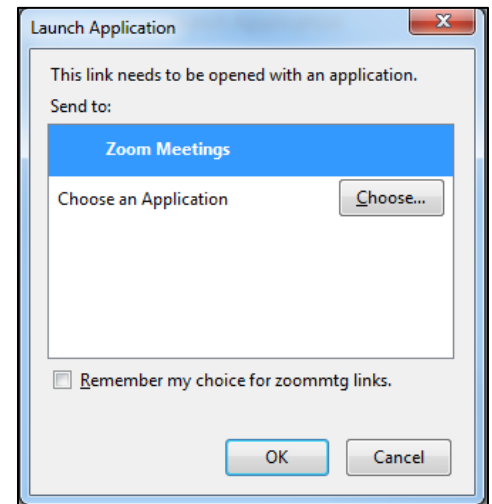 Launch Application
This link needs to be opened with an application.
Send to:
Zoom Meetings
Choose an Application
Choose...
Remember my choice for zoommtg links.
OK
Cancel